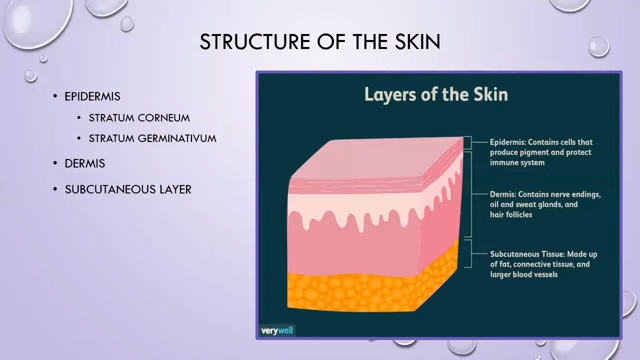 STRUCTURE OF THE SKIN
• EPIDERMIS
• STRATUM CORNEUM
• STRATUM GERMINATIVUM
• DERMIS
• SUBCUTANEOUS LAYER
Layers of the Skin
Epidermis: Contains cells that
produce pigment and protect
immune system
Dermis: Contains nerve endings,
oil and sweat glands, and
hair follicles
Subcutaneous Tissue: Made up
of fat, connective tissue, and
larger blood vessels
verywell